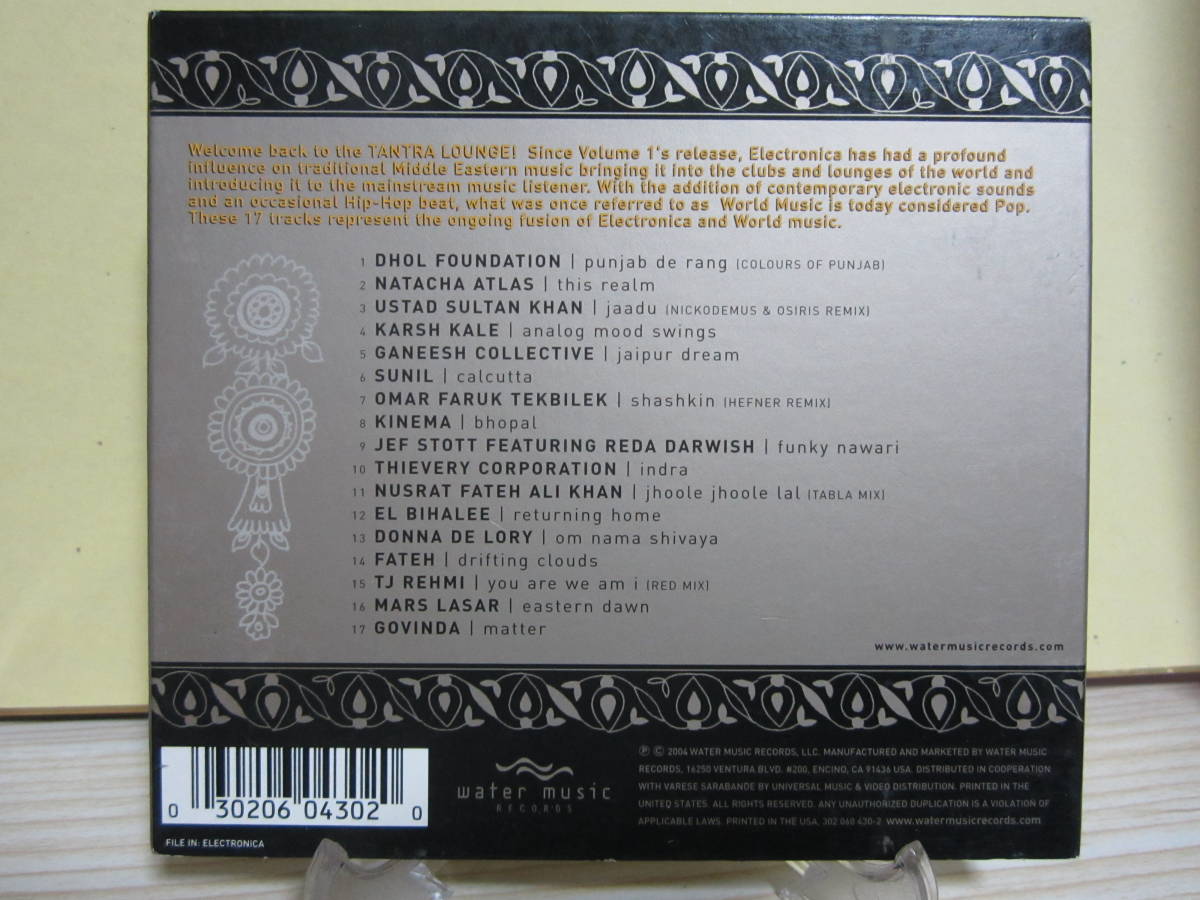 Welcome back to the TANTRA LOUNGE! Since Volume 1's release, Electronica has had a profound
influence on traditional Middle Eastern music bringing it into the clubs and lounges of the world and
introducing it to the mainstream music listener. With the addition of contemporary electronic sounds
and an occasional Hip-Hop beat, what was once referred to as World Music is today considered Pop.
These 17 tracks represent the ongoing fusion of Electronica and World music.
1 DHOL FOUNDATION | punjab de rang (COLOURS OF PUNJAB)
2 NATACHA ATLAS | this realm
3 USTAD SULTAN KHAN | jaadu (NICKODEMUS & OSIRIS REMIX)
4 KARSH KALE | analog mood swings
5 GANEESH COLLECTIVE | jaipur dream
6 SUNIL | calcutta
7 OMAR FARUK TEKBILEK | shashkin (HEFNER REMIX)
8 KINEMA | bhopal
9 JEF STOTT FEATURING REDA DARWISH | funky nawari
10 THIEVERY CORPORATION | indra
11 NUSRAT FATEH ALI KHAN | jhoole jhoole lal (TABLA MIX)
12 EL BIHALEE | returning home
13 DONNA DE LORY | om nama shivaya
14 FATEH | drifting clouds
15 TJ REHMI | you are we am i (RED MIX)
16 MARS LASAR | eastern dawn
17 GOVINDA | matter
www.watermusicrecords.com
0 30206 04302 0
FILE IN: ELECTRONICA
water music
RECORDS
℗ © 2004 WATER MUSIC RECORDS, LLC. MANUFACTURED AND MARKETED BY WATER MUSIC
RECORDS, 16250 VENTURA BLVD. #200, ENCINO, CA 91436 USA. DISTRIBUTED IN COOPERATION
WITH VARESE SARABANDE BY UNIVERSAL MUSIC & VIDEO DISTRIBUTION. PRINTED IN THE
UNITED STATES. ALL RIGHTS RESERVED. ANY UNAUTHORIZED DUPLICATION IS A VIOLATION OF
APPLICABLE LAWS. PRINTED IN THE USA. 302 060 430-2 www.watermusicrecords.com